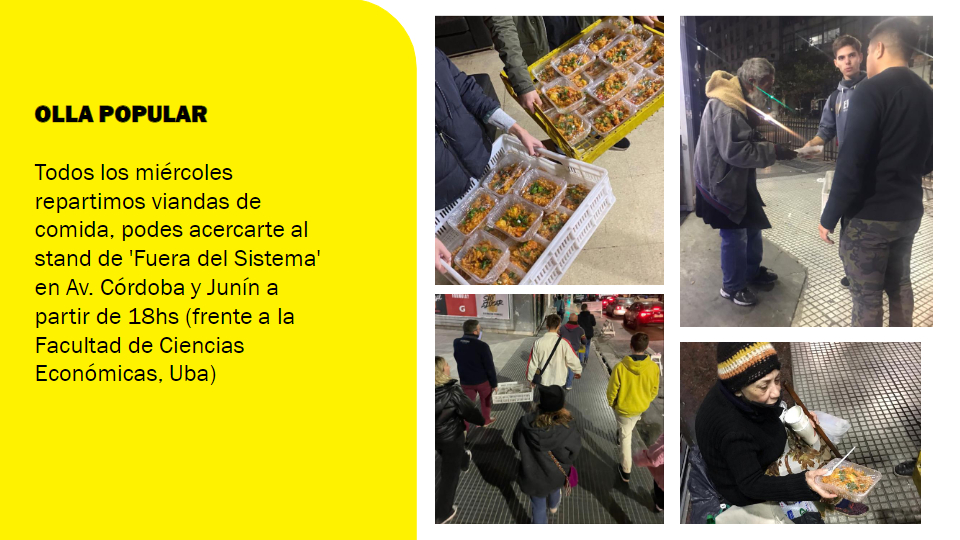 OLLA POPULAR
Todos los miércoles
repartimos viandas de
comida, podes acercarte al
stand de 'Fuera del Sistema'
en Av. Córdoba y Junín a
partir de 18hs (frente a la
Facultad de Ciencias
Económicas, Uba)